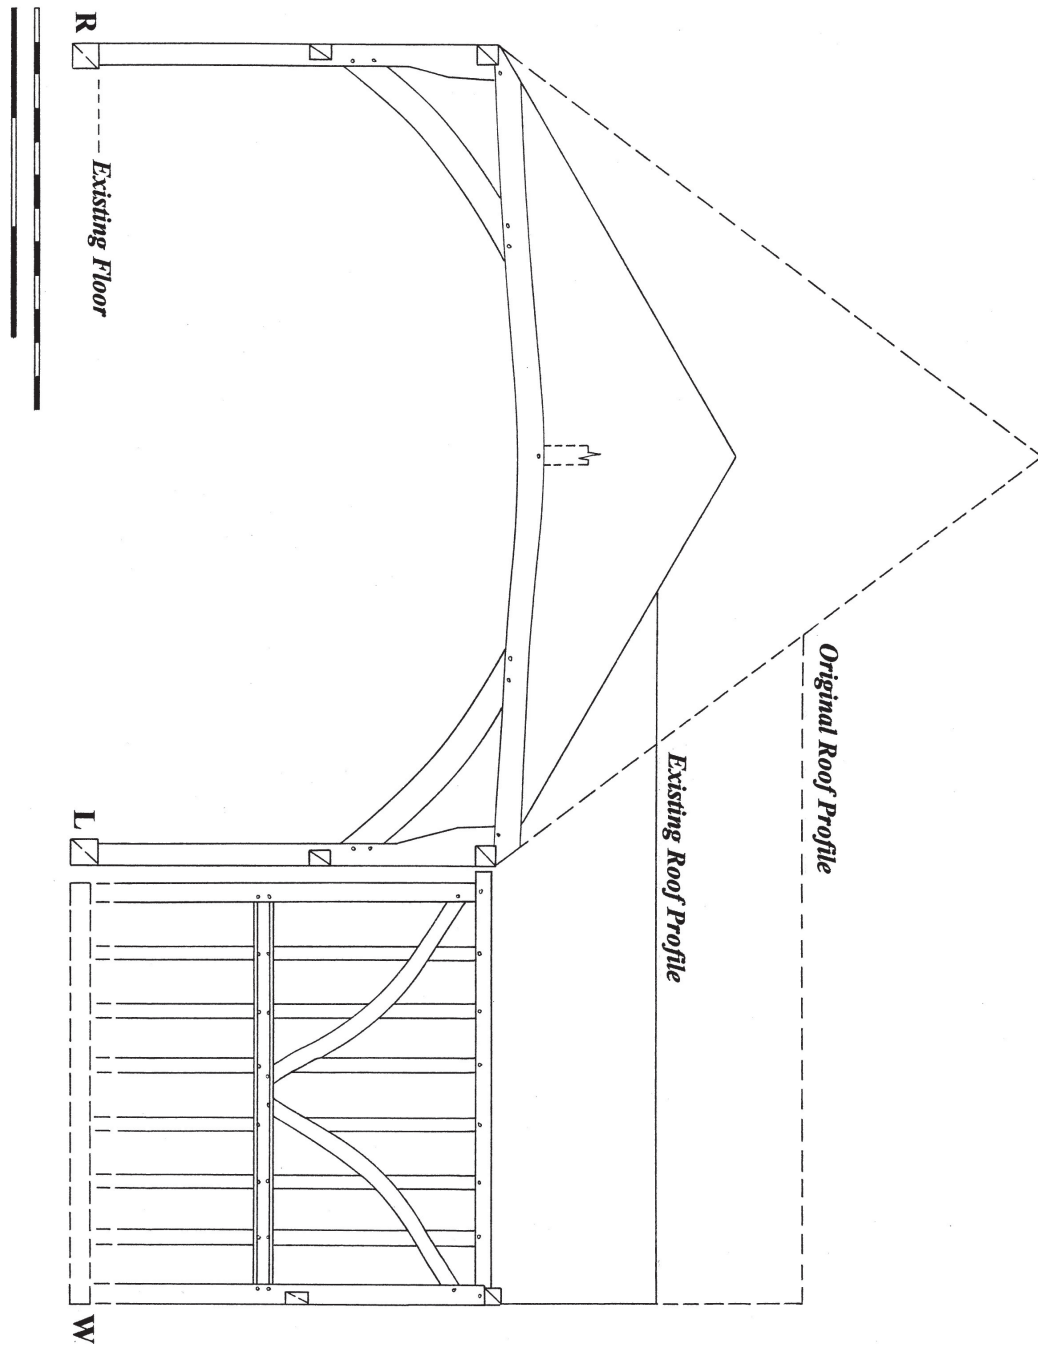 R
Existing Floor
Original Roof Profile
Existing Roof Profile
L
W